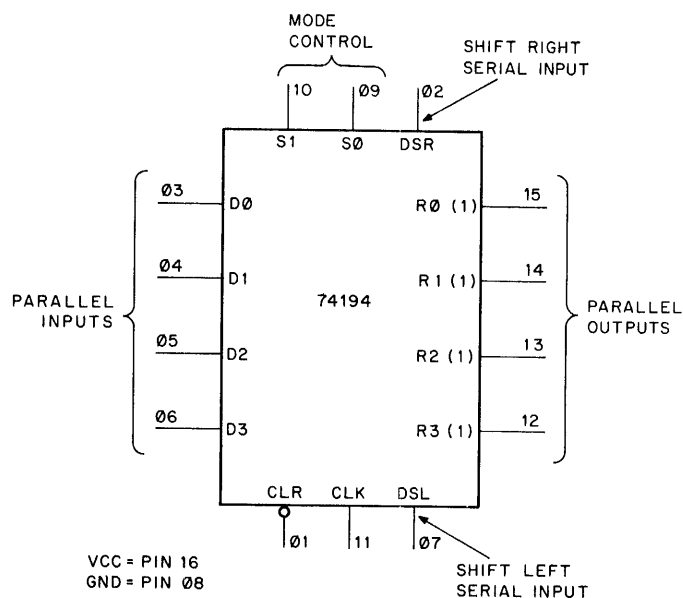 MODE
CONTROL
SHIFT RIGHT
SERIAL INPUT
10
Ø9
Ø2
S1
SØ
DSR
Ø3
DØ
RØ (1)
15
Ø4
D1
R1 (1)
14
PARALLEL
INPUTS
74194
PARALLEL
OUTPUTS
Ø5
D2
R2 (1)
13
Ø6
D3
R3 (1)
12
CLR
CLK
DSL
Ø1
11
Ø7
VCC = PIN 16
GND = PIN Ø8
SHIFT LEFT
SERIAL INPUT